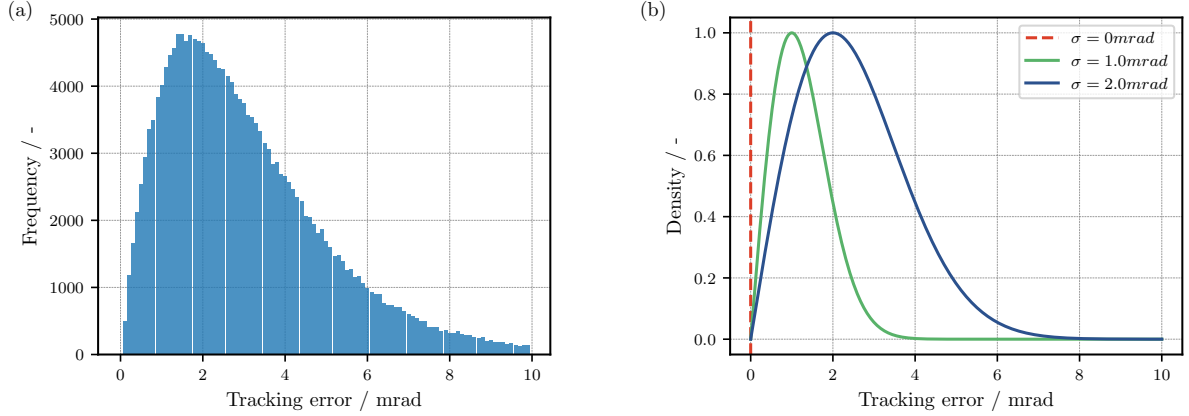 (a)
5000
4000
3000
2000
1000
0
Frequency / -
0 2 4 6 8 10
Tracking error / mrad
(b)
1.0
0.8
0.6
0.4
0.2
0.0
Density / -
σ = 0mrad
σ = 1.0mrad
σ = 2.0mrad
0 2 4 6 8 10
Tracking error / mrad